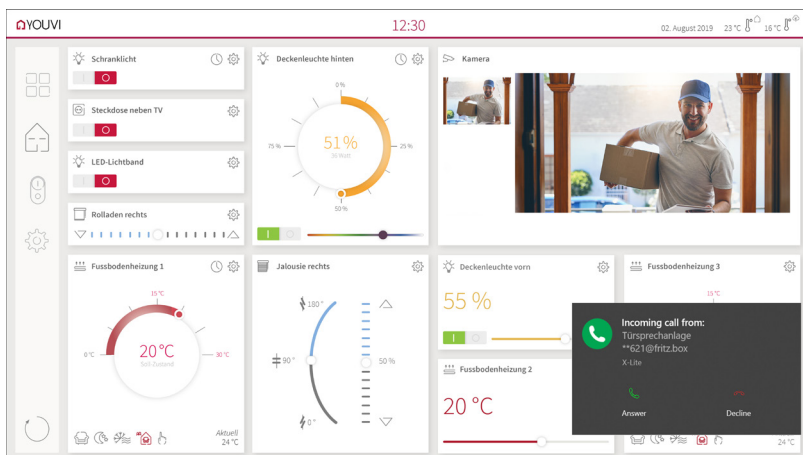 YOUVI
12:30
02. August 2019 23 °C 16 °C
Schranklicht
Steckdose neben TV
LED-Lichtband
Rolladen rechts
Deckenleuchte hinten
0 %
75 %
51 %
25 %
50 %
Kamera
Fussbodenheizung 1
15 °C
0 °C
20 °C
Soll-Zustand
30 °C
Aktuell
24 °C
Jalousie rechts
180 °
90 °
50 %
0 °
Deckenleuchte vorn
55 %
Fussbodenheizung 2
20 °C
Fussbodenheizung 3
15 °C
Incoming call from:
Türsprechanlage
**621@fritz.box
X-Lite
Answer Decline
24 °C